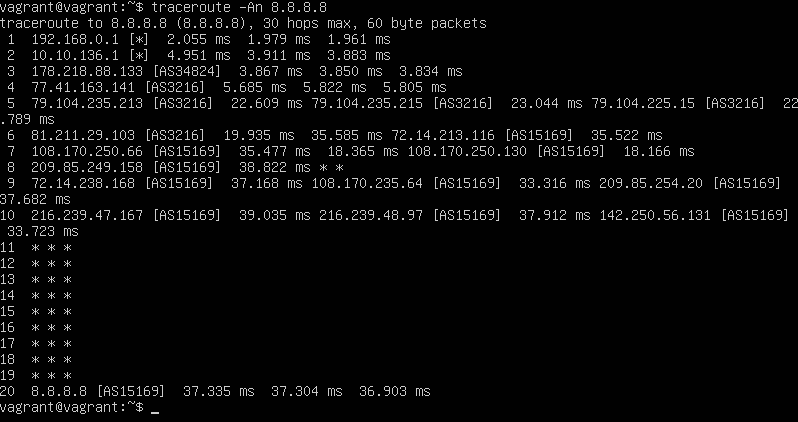 vagrant@vagrant:~$ traceroute -An 8.8.8.8
traceroute to 8.8.8.8 (8.8.8.8), 30 hops max, 60 byte packets
 1  192.168.0.1 [*]  2.055 ms  1.979 ms  1.961 ms
 2  10.10.136.1 [*]  4.951 ms  3.911 ms  3.883 ms
 3  178.218.88.133 [AS34824]  3.867 ms  3.850 ms  3.834 ms
 4  77.41.163.141 [AS3216]  5.685 ms  5.822 ms  5.805 ms
 5  79.104.235.213 [AS3216]  22.609 ms 79.104.235.215 [AS3216]  23.044 ms 79.104.225.15 [AS3216]  22
.789 ms
 6  81.211.29.103 [AS3216]  19.935 ms  35.585 ms 72.14.213.116 [AS15169]  35.522 ms
 7  108.170.250.66 [AS15169]  35.477 ms  18.365 ms 108.170.250.130 [AS15169]  18.166 ms
 8  209.85.249.158 [AS15169]  38.822 ms * *
 9  72.14.238.168 [AS15169]  37.168 ms 108.170.235.64 [AS15169]  33.316 ms 209.85.254.20 [AS15169]
37.682 ms
10  216.239.47.167 [AS15169]  39.035 ms 216.239.48.97 [AS15169]  37.912 ms 142.250.56.131 [AS15169]
 33.723 ms
11  * * *
12  * * *
13  * * *
14  * * *
15  * * *
16  * * *
17  * * *
18  * * *
19  * * *
20  8.8.8.8 [AS15169]  37.335 ms  37.304 ms  36.903 ms
vagrant@vagrant:~$ _